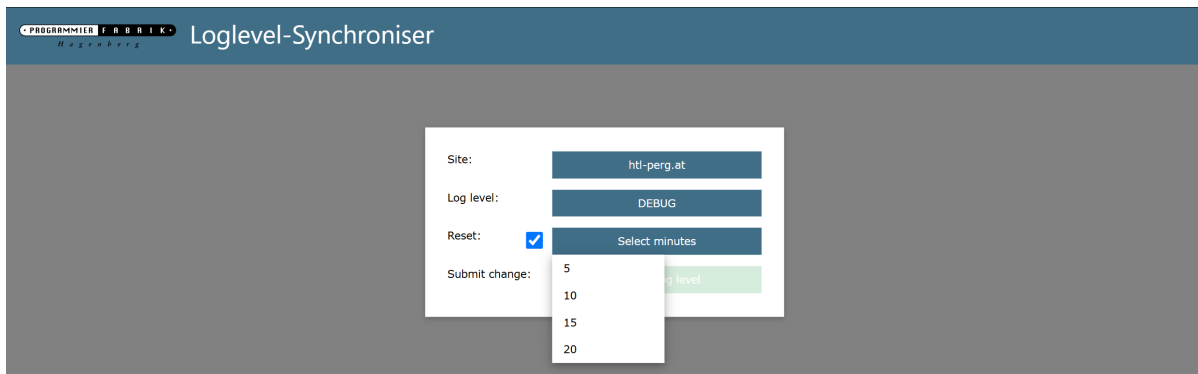 PROGRAMMIER FABRIK
Hagenberg
Loglevel-Synchroniser
Site: htl-perg.at
Log level: DEBUG
Reset: Select minutes
Submit change: level
5
10
15
20